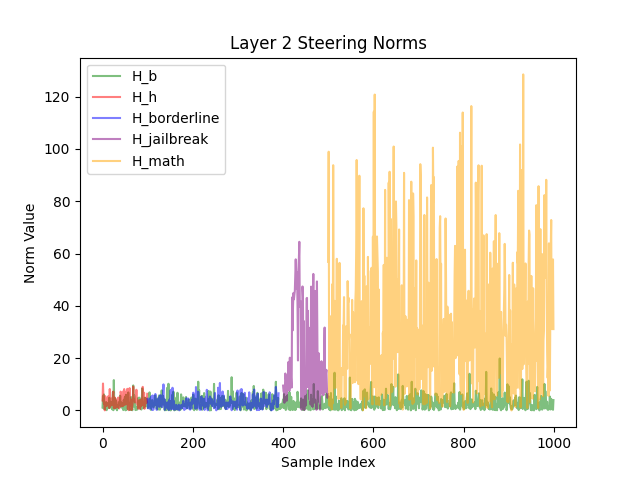 Layer 2 Steering Norms
H_b
H_h
H_borderline
H_jailbreak
H_math
Norm Value
120
100
80
60
40
20
0
0 200 400 600 800 1000
Sample Index